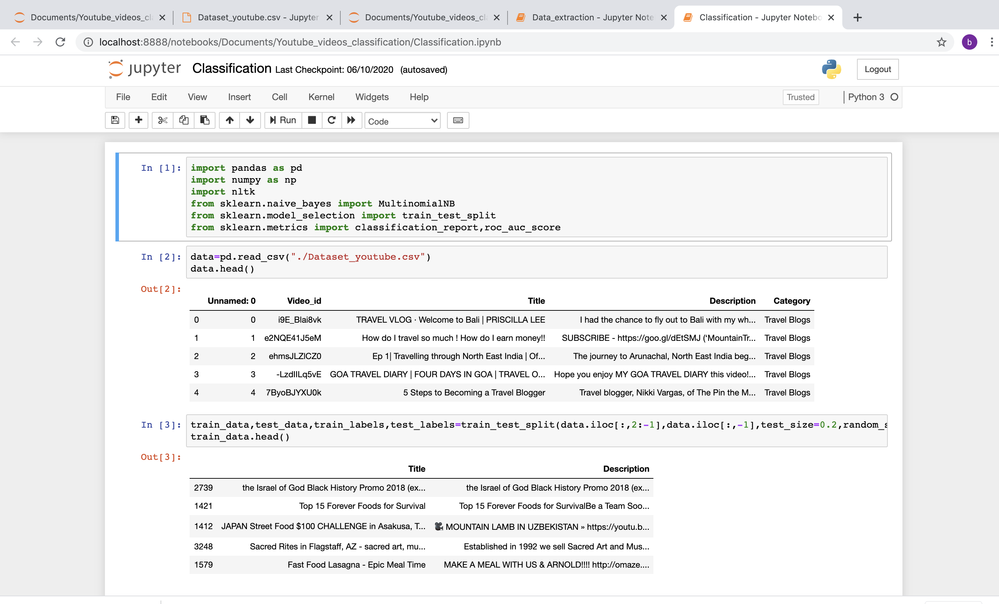 Documents/Youtube_videos_cl
Dataset_youtube.csv - Jupyter
Documents/Youtube_videos_cl
Data_extraction - Jupyter Note
Classification - Jupyter Notebo
localhost:8888/notebooks/Documents/Youtube_videos_classification/Classification.ipynb
b
jupyter Classification Last Checkpoint: 06/10/2020 (autosaved)
Logout
File Edit View Insert Cell Kernel Widgets Help
Trusted
Python 3
Run
Code
In [1]:
import pandas as pd
import numpy as np
import nltk
from sklearn.naive_bayes import MultinomialNB
from sklearn.model_selection import train_test_split
from sklearn.metrics import classification_report,roc_auc_score
In [2]:
data=pd.read_csv("./Dataset_youtube.csv")
data.head()
Out[2]:
Unnamed: 0 Video_id Title Description Category
0 0 i9E_Blai8vk TRAVEL VLOG · Welcome to Bali | PRISCILLA LEE I had the chance to fly out to Bali with my wh... Travel Blogs
1 1 e2NQE41J5eM How do I travel so much ! How do I earn money!! SUBSCRIBE - https://goo.gl/dEtSMJ (‘MountainTr... Travel Blogs
2 2 ehmsJLZlCZ0 Ep 1| Travelling through North East India | Of... The journey to Arunachal, North East India beg... Travel Blogs
3 3 -LzdIILq5vE GOA TRAVEL DIARY | FOUR DAYS IN GOA | TRAVEL O... Hope you enjoy MY GOA TRAVEL DIARY this video!... Travel Blogs
4 4 7ByoBJYXU0k 5 Steps to Becoming a Travel Blogger Travel blogger, Nikki Vargas, of The Pin the M... Travel Blogs
In [3]:
train_data,test_data,train_labels,test_labels=train_test_split(data.iloc[:,2:-1],data.iloc[:,-1],test_size=0.2,random_s
train_data.head()
Out[3]:
Title Description
2739 the Israel of God Black History Promo 2018 (ex... the Israel of God Black History Promo 2018 (ex...
1421 Top 15 Forever Foods for Survival Top 15 Forever Foods for SurvivalBe a Team Soo...
1412 JAPAN Street Food $100 CHALLENGE in Asakusa, T... 🎥 MOUNTAIN LAMB IN UZBEKISTAN » https://youtu.b...
3248 Sacred Rites in Flagstaff, AZ - sacred art, mu... Established in 1992 we sell Sacred Art and Mus...
1579 Fast Food Lasagna - Epic Meal Time MAKE A MEAL WITH US & ARNOLD!!!! http://omaze....